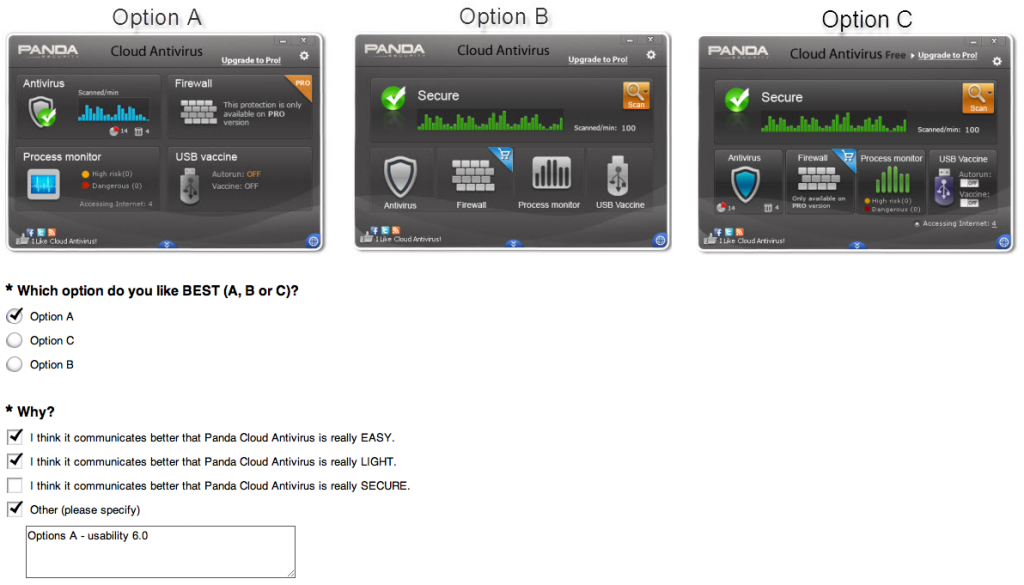 Option A
PANDA SECURITY Cloud Antivirus
Upgrade to Pro!
Antivirus
Scanned/min
14 4
Firewall
PRO
This protection is only
available on PRO
version
Process monitor
High risk(0)
Dangerous (0)
Accessing Internet: 4
USB vaccine
Autorun: OFF
Vaccine: OFF
I Like Cloud Antivirus!
Option B
PANDA SECURITY Cloud Antivirus
Upgrade to Pro!
Secure
Scan
Scanned/min: 100
Antivirus
Firewall
Process monitor
USB Vaccine
I Like Cloud Antivirus!
Option C
PANDA SECURITY Cloud Antivirus Free Upgrade to Pro!
Secure
Scan
Scanned/min: 100
Antivirus
14 4
Firewall
Only available on
PRO version
Process monitor
High risk(0)
Dangerous (0)
USB Vaccine
Autorun:
OFF
Vaccine:
OFF
Accessing Internet: 4
I Like Cloud Antivirus!
* Which option do you like BEST (A, B or C)?
Option A
Option C
Option B
* Why?
I think it communicates better that Panda Cloud Antivirus is really EASY.
I think it communicates better that Panda Cloud Antivirus is really LIGHT.
I think it communicates better that Panda Cloud Antivirus is really SECURE.
Other (please specify)
Options A - usability 6.0